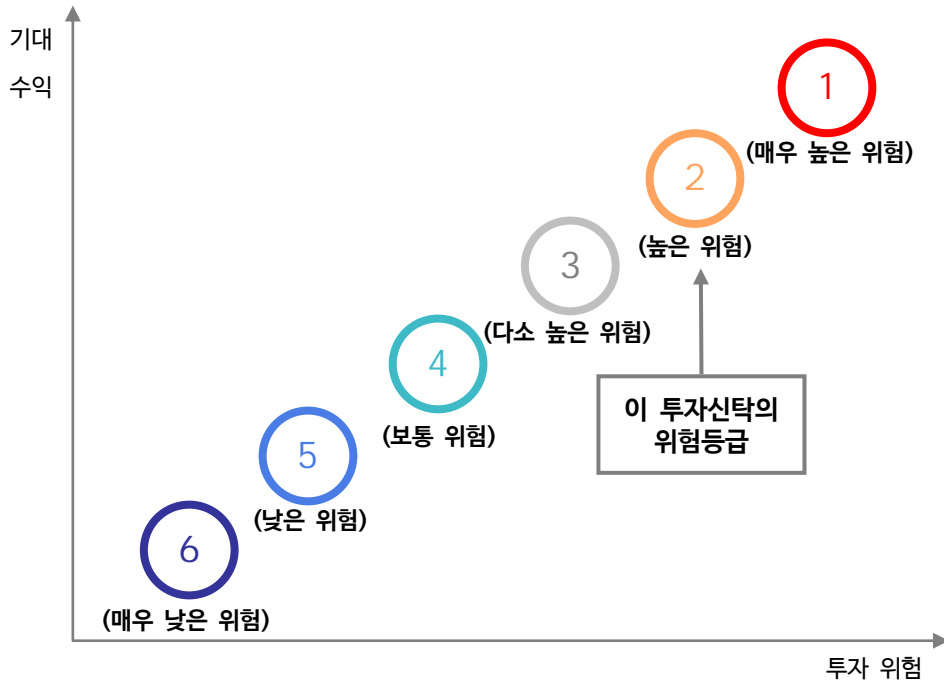 기대
수익
1
(매우 높은 위험)
2
(높은 위험)
3
(다소 높은 위험)
4
(보통 위험)
이 투자신탁의
위험등급
5
(낮은 위험)
6
(매우 낮은 위험)
투자 위험